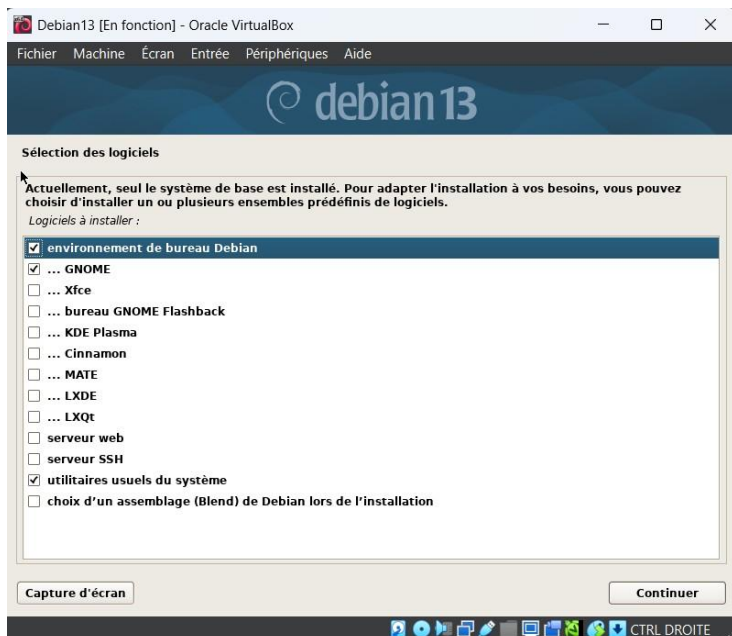 Debian13 [En fonction] - Oracle VirtualBox
Fichier Machine Écran Entrée Périphériques Aide
debian 13
Sélection des logiciels
Actuellement, seul le système de base est installé. Pour adapter l'installation à vos besoins, vous pouvez
choisir d'installer un ou plusieurs ensembles prédéfinis de logiciels.
Logiciels à installer :
environnement de bureau Debian
... GNOME
... Xfce
... bureau GNOME Flashback
... KDE Plasma
... Cinnamon
... MATE
... LXDE
... LXQt
serveur web
serveur SSH
utilitaires usuels du système
choix d’un assemblage (Blend) de Debian lors de l’installation
Capture d'écran
Continuer
CTRL DROITE